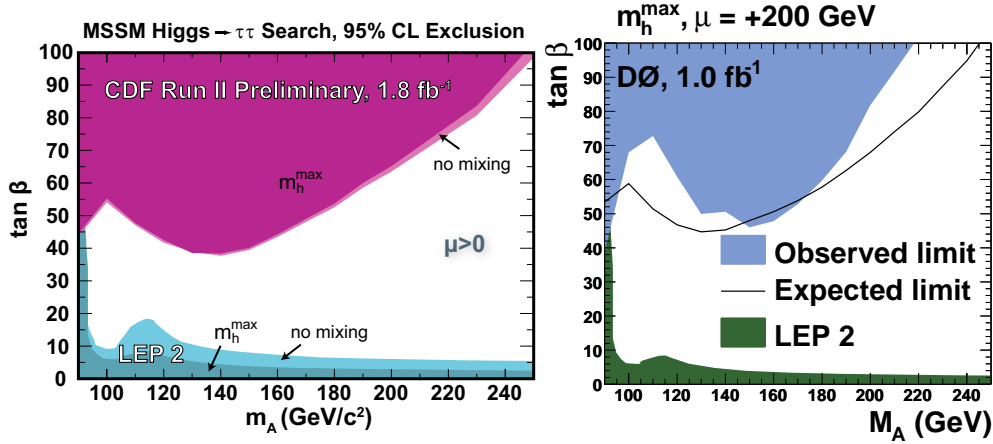 MSSM Higgs → ττ Search, 95% CL Exclusion
CDF Run II Preliminary, 1.8 fb⁻¹
no mixing
m_h^max
μ>0
m_h^max
no mixing
LEP 2
tan β
100
90
80
70
60
50
40
30
20
10
0
100 120 140 160 180 200 220 240
m_A (GeV/c²)
m_h^max, μ = +200 GeV
DØ, 1.0 fb⁻¹
Observed limit
Expected limit
LEP 2
tan β
100
90
80
70
60
50
40
30
20
10
0
100 120 140 160 180 200 220 240
M_A (GeV)